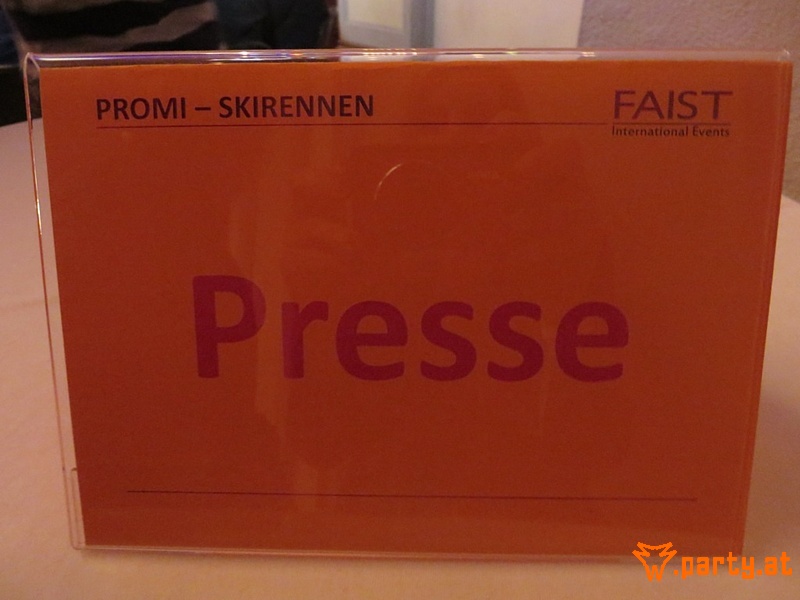 PROMI – SKIRENNEN
FAIST
International Events
Presse
.party.at